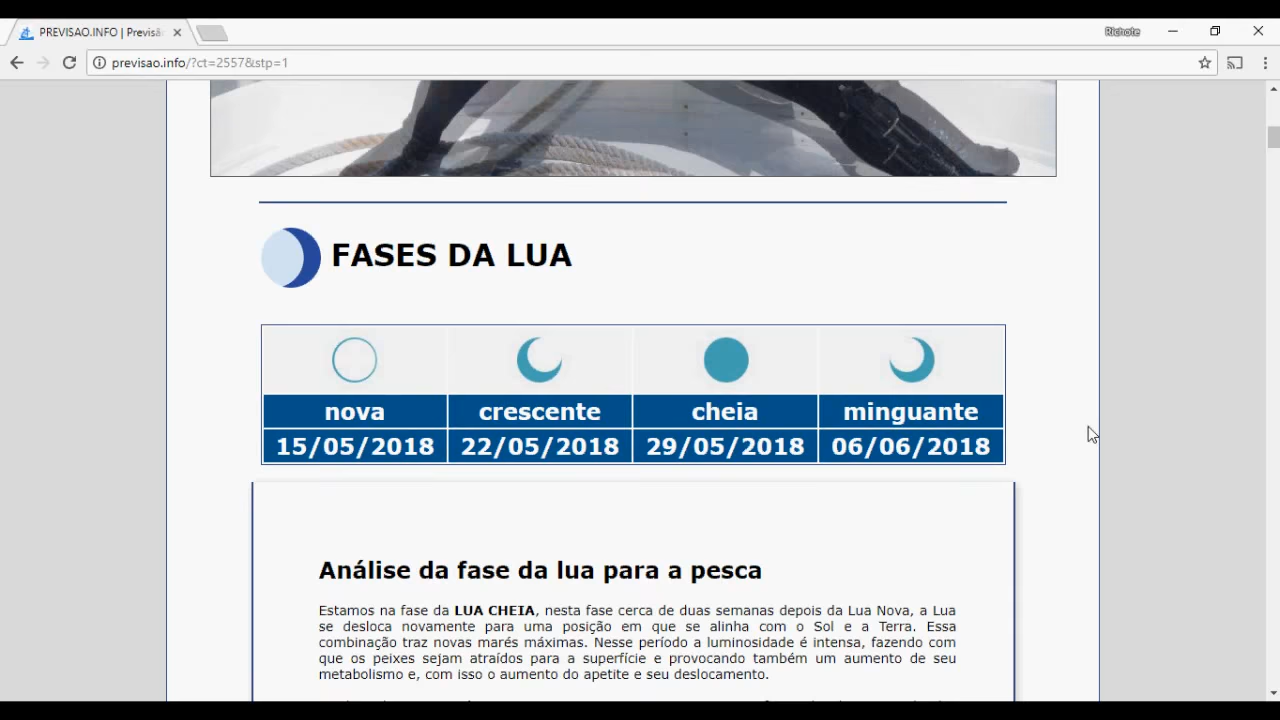 PREVISAO.INFO | Previsã
Richote
previsao.info/?ct=2557&stp=1
FASES DA LUA
nova crescente cheia minguante
15/05/2018 22/05/2018 29/05/2018 06/06/2018
Análise da fase da lua para a pesca
Estamos na fase da LUA CHEIA, nesta fase cerca de duas semanas depois da Lua Nova, a Lua
se desloca novamente para uma posição em que se alinha com o Sol e a Terra. Essa
combinação traz novas marés máximas. Nesse período a luminosidade é intensa, fazendo com
que os peixes sejam atraídos para a superfície e provocando também um aumento de seu
metabolismo e, com isso o aumento do apetite e seu deslocamento.